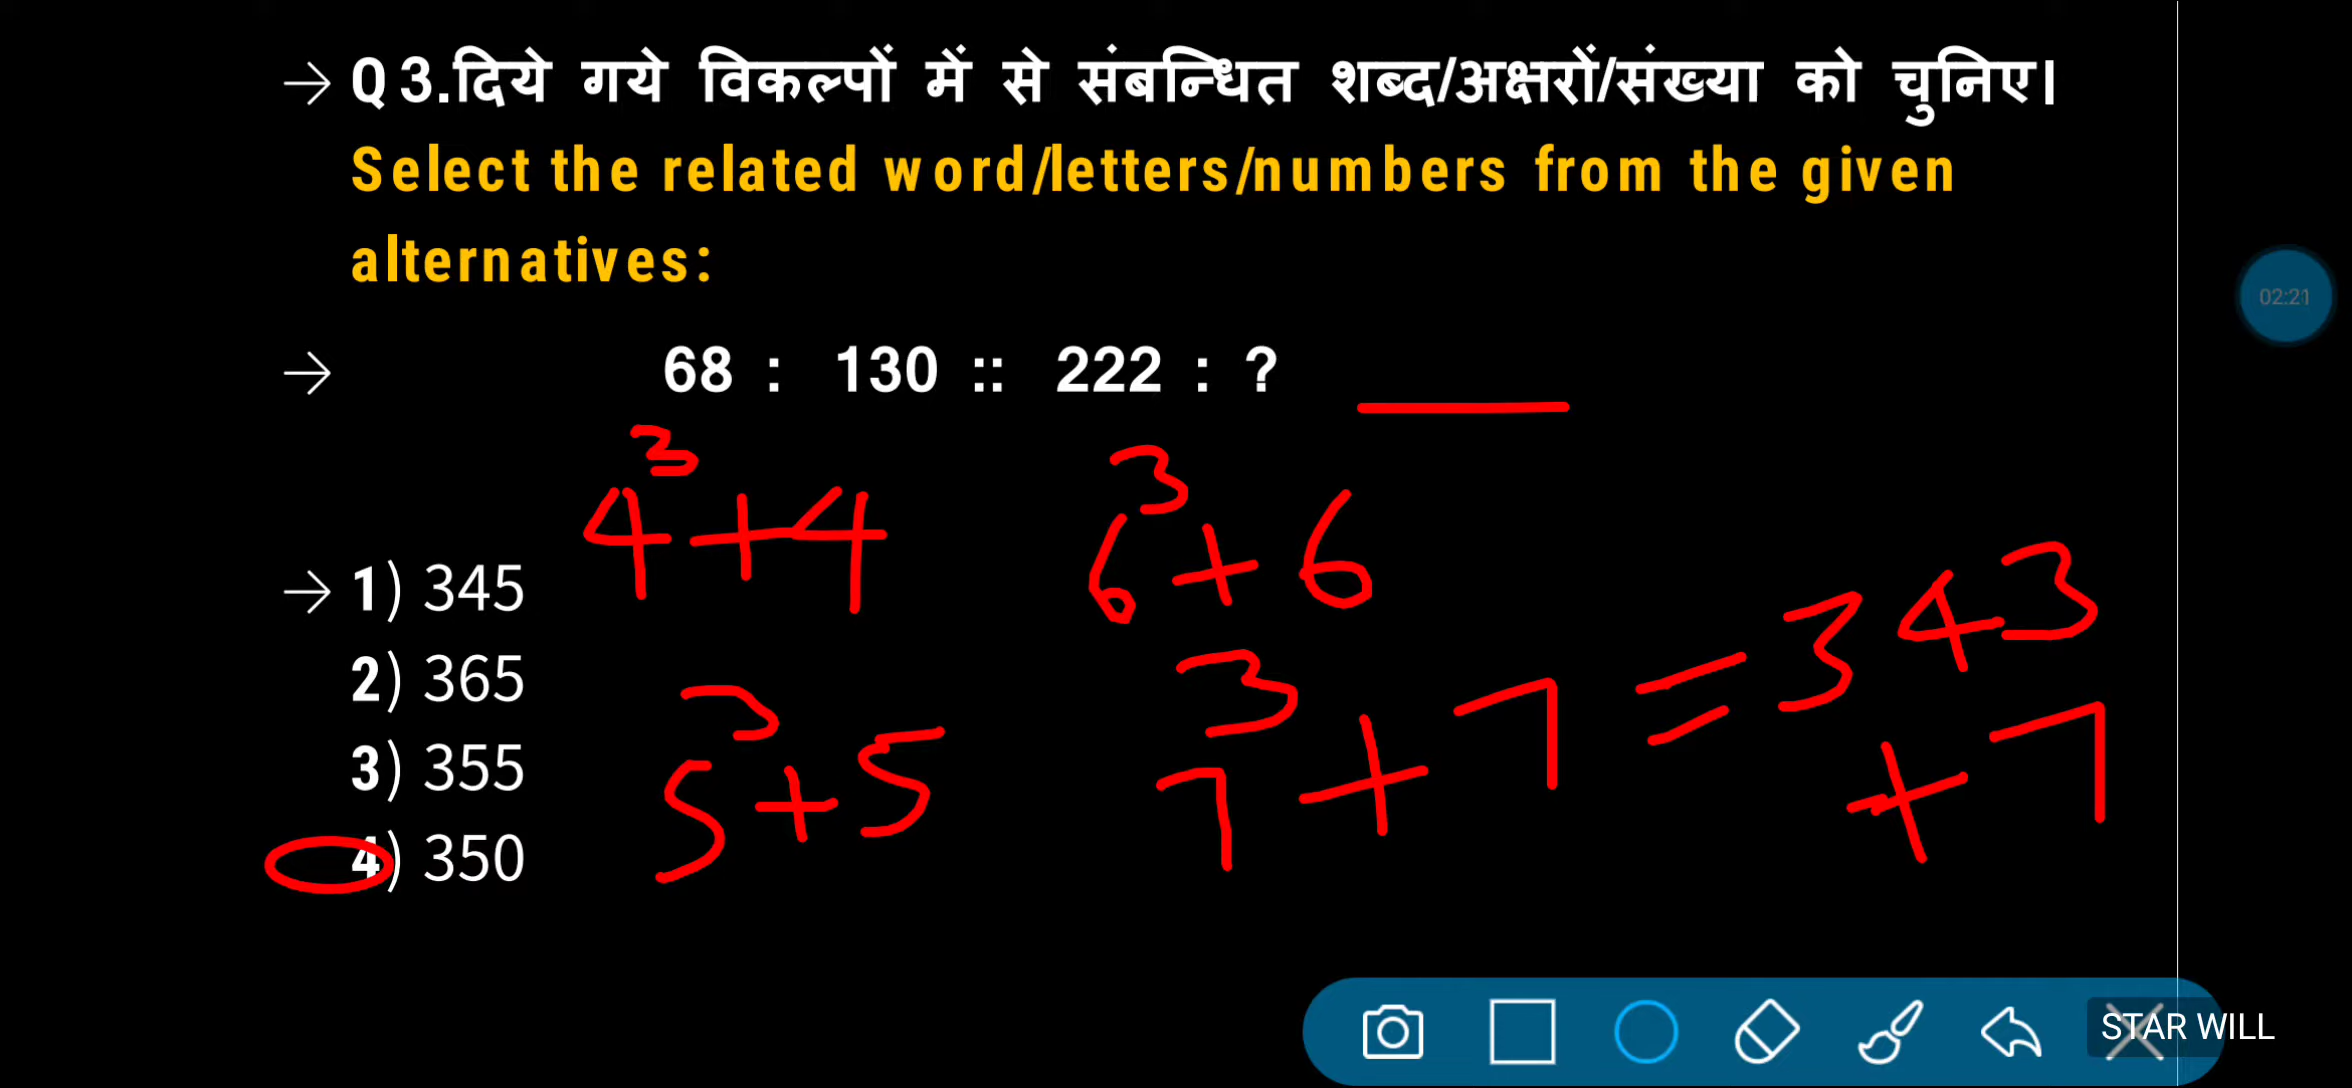 → Q 3.दिये गये विकल्पों में से संबन्धित शब्द/अक्षरों/संख्या को चुनिए।
Select the related word/letters/numbers from the given
alternatives:
02:21
→ 68 : 130 :: 222 : ?
4³+4 6³+6
→ 1) 345
2) 365
5³+5 7³+7 = 343
+7
3) 355
4) 350
STAR WILL